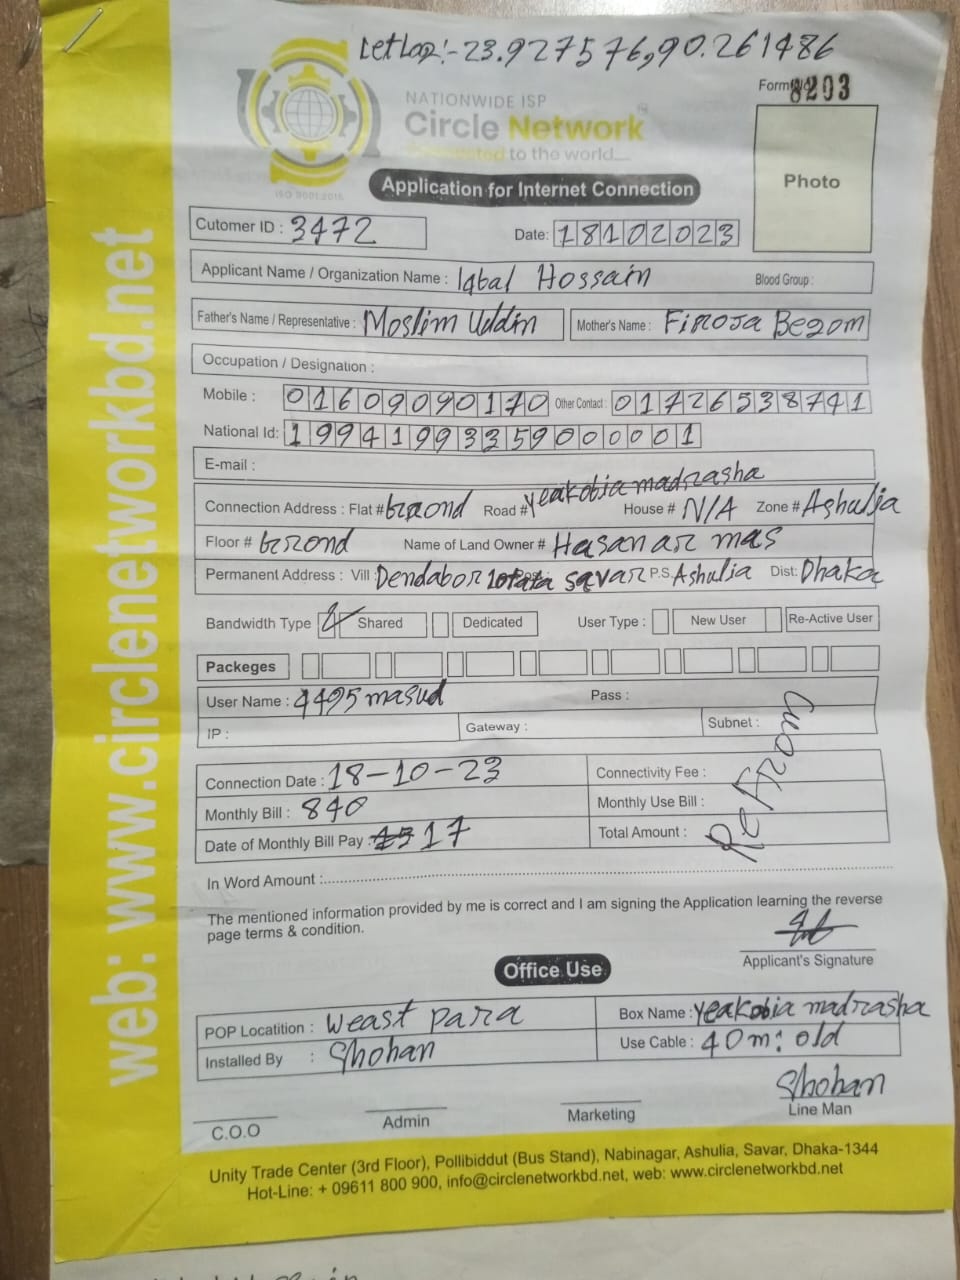 Let Log:-23.927576,90.261486
Form No. 8203
NATIONWIDE ISP
Circle Network
Connected to the world...
ISO 9001:2015
Photo
Application for Internet Connection
Cutomer ID : 3472
Date: 18102023
Applicant Name / Organization Name : Iqbal Hossain Blood Group :
Father's Name / Representative : Moslim Uddin Mother's Name : Firoja Begom
Occupation / Designation :
Mobile : 01609090170 Other Contact : 01726538741
National Id: 19941993359000001
E-mail :
Connection Address : Flat # Grond Road # yeakobia madrasha House # N/A Zone # Ashulia
Floor # Grond Name of Land Owner # Hasan ar mas
Permanent Address : Vill : Dendabor savar P.S. Ashulia Dist: Dhaka
Bandwidth Type Shared Dedicated User Type : New User Re-Active User
Packeges
User Name : 4495 masud Pass :
IP : Gateway : Subnet :
Connection Date : 18-10-23 Connectivity Fee :
Monthly Bill : 840 Monthly Use Bill :
Date of Monthly Bill Pay : 17 Total Amount :
In Word Amount :
The mentioned information provided by me is correct and I am signing the Application learning the reverse
page terms & condition.
Applicant's Signature
Office Use
POP Locatition : Weast para Box Name : yeakobia madrasha
Installed By : Shohan Use Cable : 40m: old
Shohan
C.O.O Admin Marketing Line Man
Unity Trade Center (3rd Floor), Pollibiddut (Bus Stand), Nabinagar, Ashulia, Savar, Dhaka-1344
Hot-Line: + 09611 800 900, info@circlenetworkbd.net, web: www.circlenetworkbd.net
web: www.circlenetworkbd.net